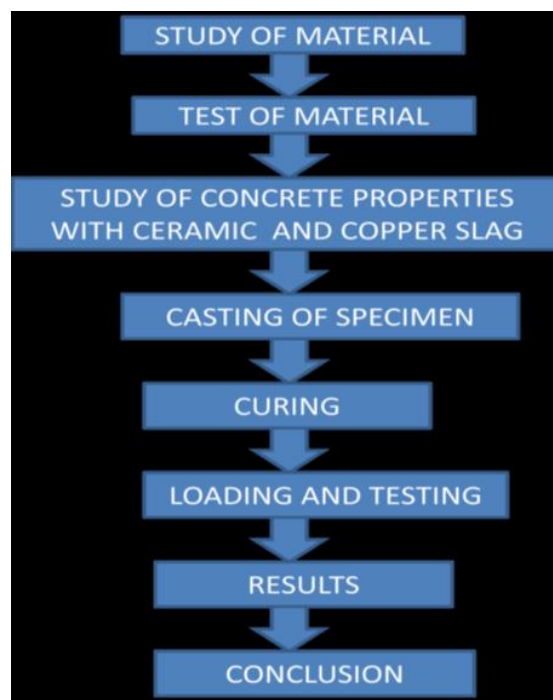 STUDY OF MATERIAL
TEST OF MATERIAL
STUDY OF CONCRETE PROPERTIES
WITH CERAMIC AND COPPER SLAG
CASTING OF SPECIMEN
CURING
LOADING AND TESTING
RESULTS
CONCLUSION